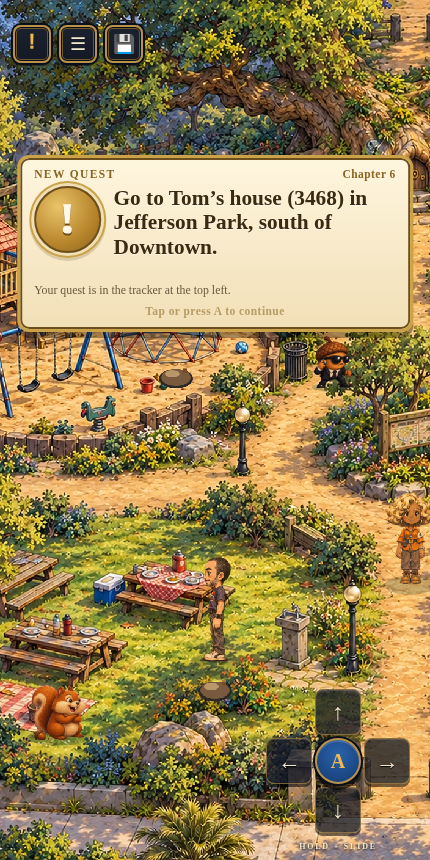 !
☰
NEW QUEST
Chapter 6
!
Go to Tom’s house (3468) in
Jefferson Park, south of
Downtown.
Your quest is in the tracker at the top left.
Tap or press A to continue
↑
←
A
→
↓
HOLD · SLIDE